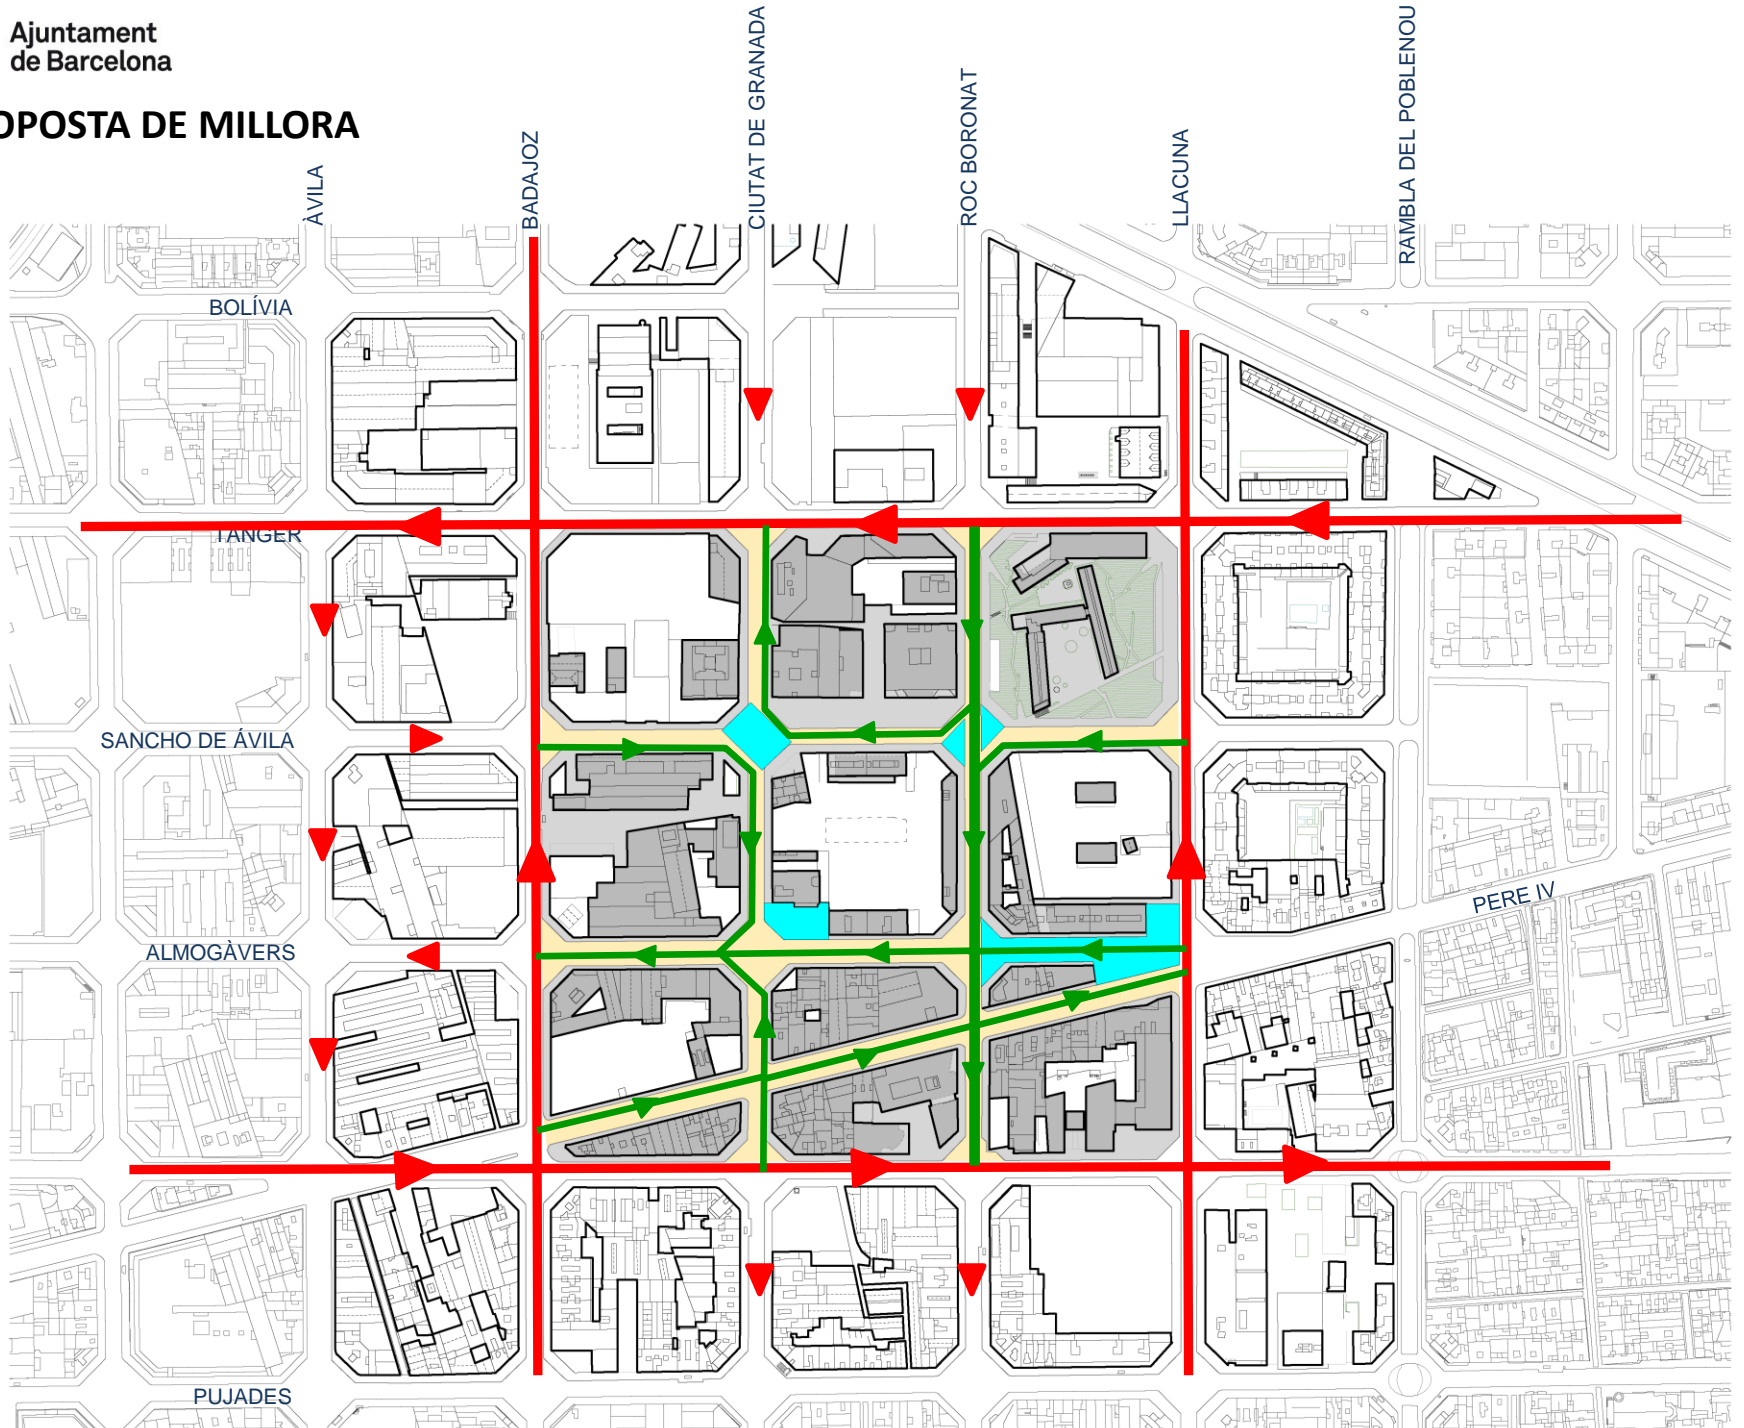 Ajuntament
de Barcelona
OPOSTA DE MILLORA
ÀVILA
BADAJOZ
CIUTAT DE GRANADA
ROC BORONAT
LLACUNA
RAMBLA DEL POBLENOU
BOLÍVIA
TANGER
SANCHO DE ÁVILA
PERE IV
ALMOGÀVERS
PUJADES